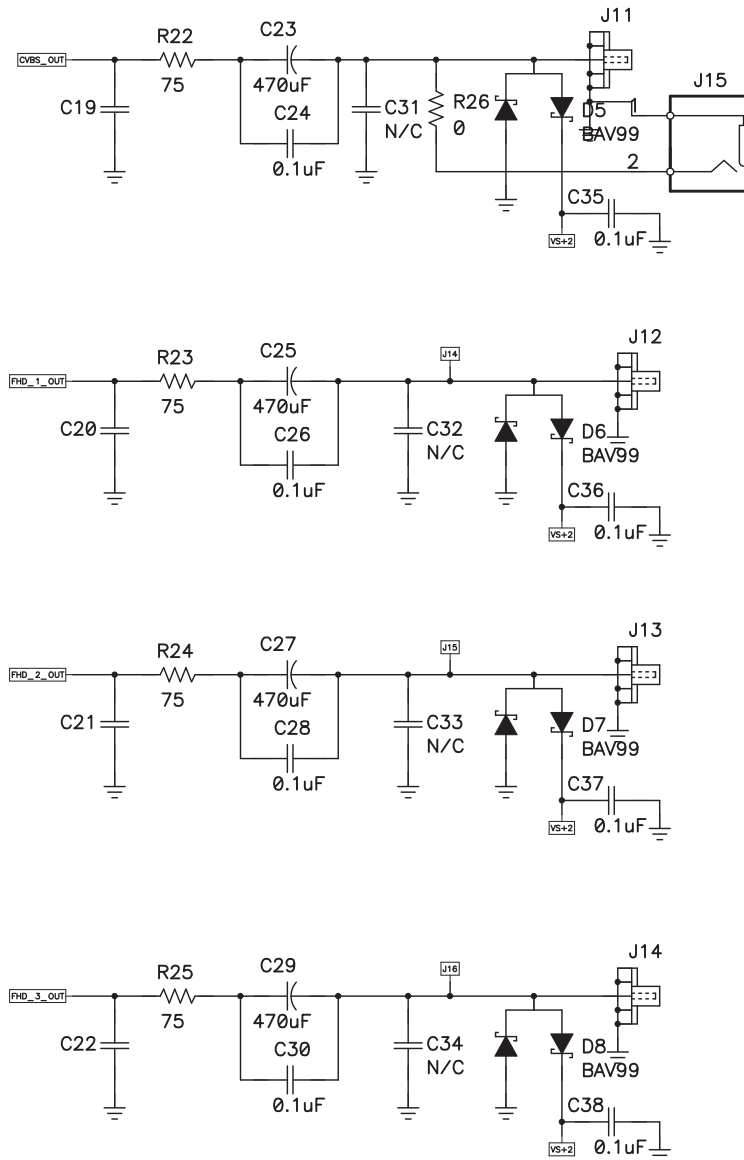 J11
C23
R22
CVBS_OUT
J15
75
470uF
C19
C24
C31
R26
D5
1
N/C
0
BAV99
0.1uF
2
C35
VS+2
0.1uF
J12
C25
R23
J14
FHD_1_OUT
75
470uF
C20
C26
C32
D6
N/C
BAV99
0.1uF
C36
VS+2
0.1uF
J13
C27
R24
J15
FHD_2_OUT
75
470uF
C21
C28
C33
D7
N/C
BAV99
0.1uF
C37
VS+2
0.1uF
J14
C29
R25
J16
FHD_3_OUT
75
470uF
C22
C30
C34
D8
N/C
BAV99
0.1uF
C38
VS+2
0.1uF